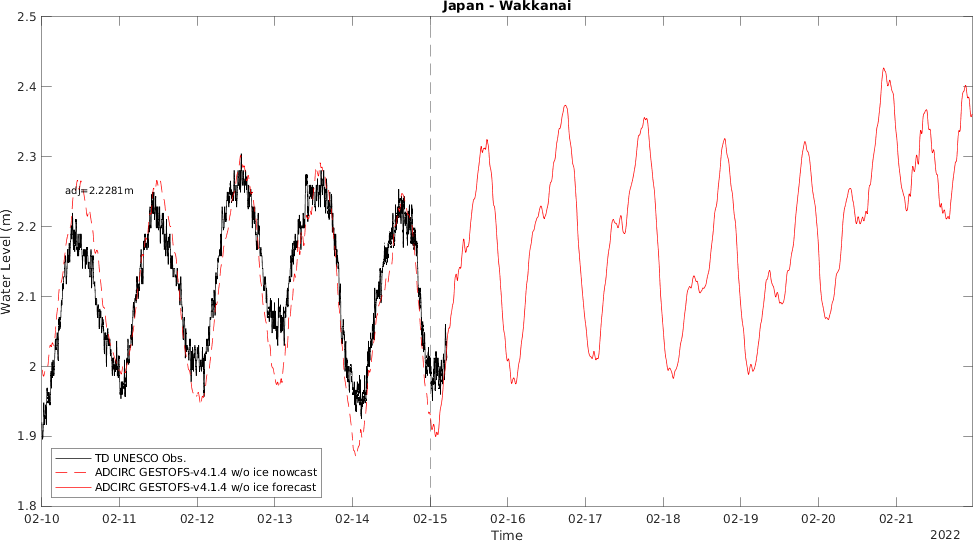 Japan - Wakkanai
2.5
2.4
2.3
2.2
2.1
2
1.9
1.8
Water Level (m)
adj=2.2281m
TD UNESCO Obs.
ADCIRC GESTOFS-v4.1.4 w/o ice nowcast
ADCIRC GESTOFS-v4.1.4 w/o ice forecast
02-10 02-11 02-12 02-13 02-14 02-15 02-16 02-17 02-18 02-19 02-20 02-21
Time
2022